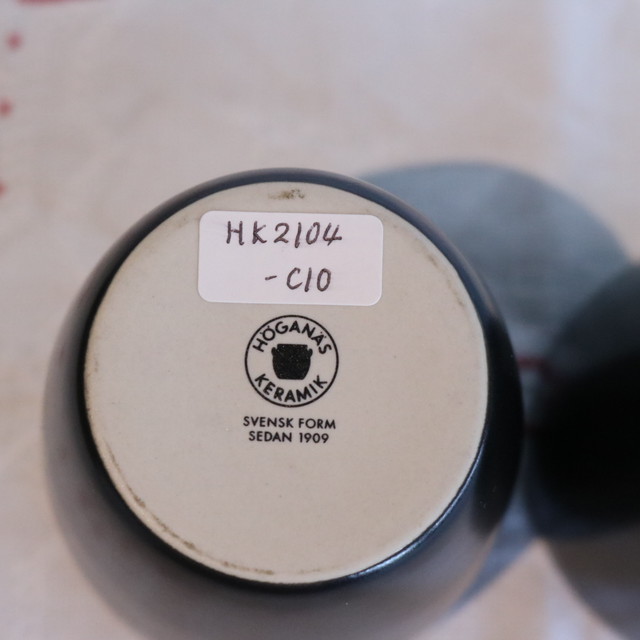 HK2104
-C10
HÖGANÄS
KERAMIK
SVENSK FORM
SEDAN 1909